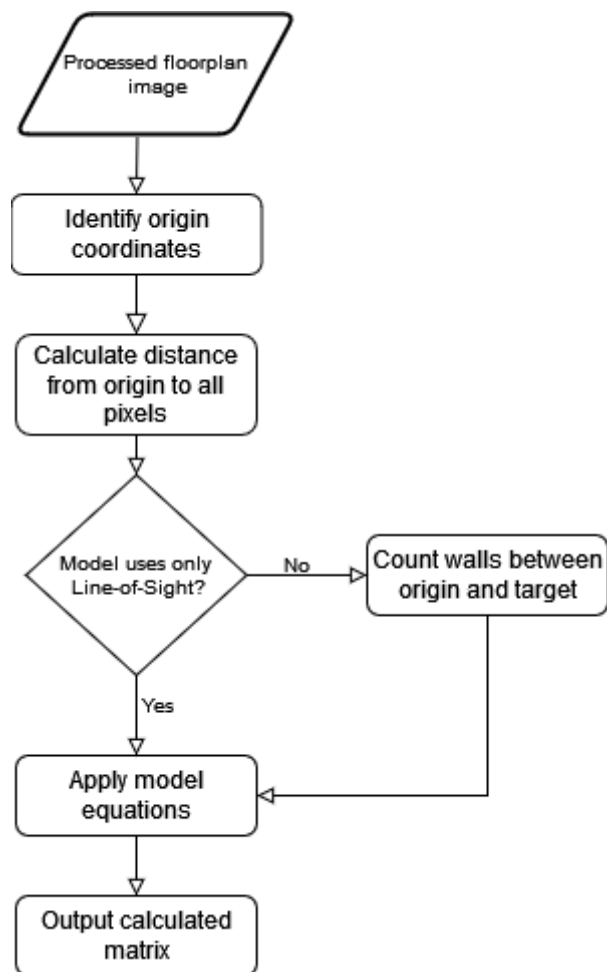 Processed floorplan
image
Identify origin
coordinates
Calculate distance
from origin to all
pixels
Model uses only
Line-of-Sight?
No
Count walls between
origin and target
Yes
Apply model
equations
Output calculated
matrix